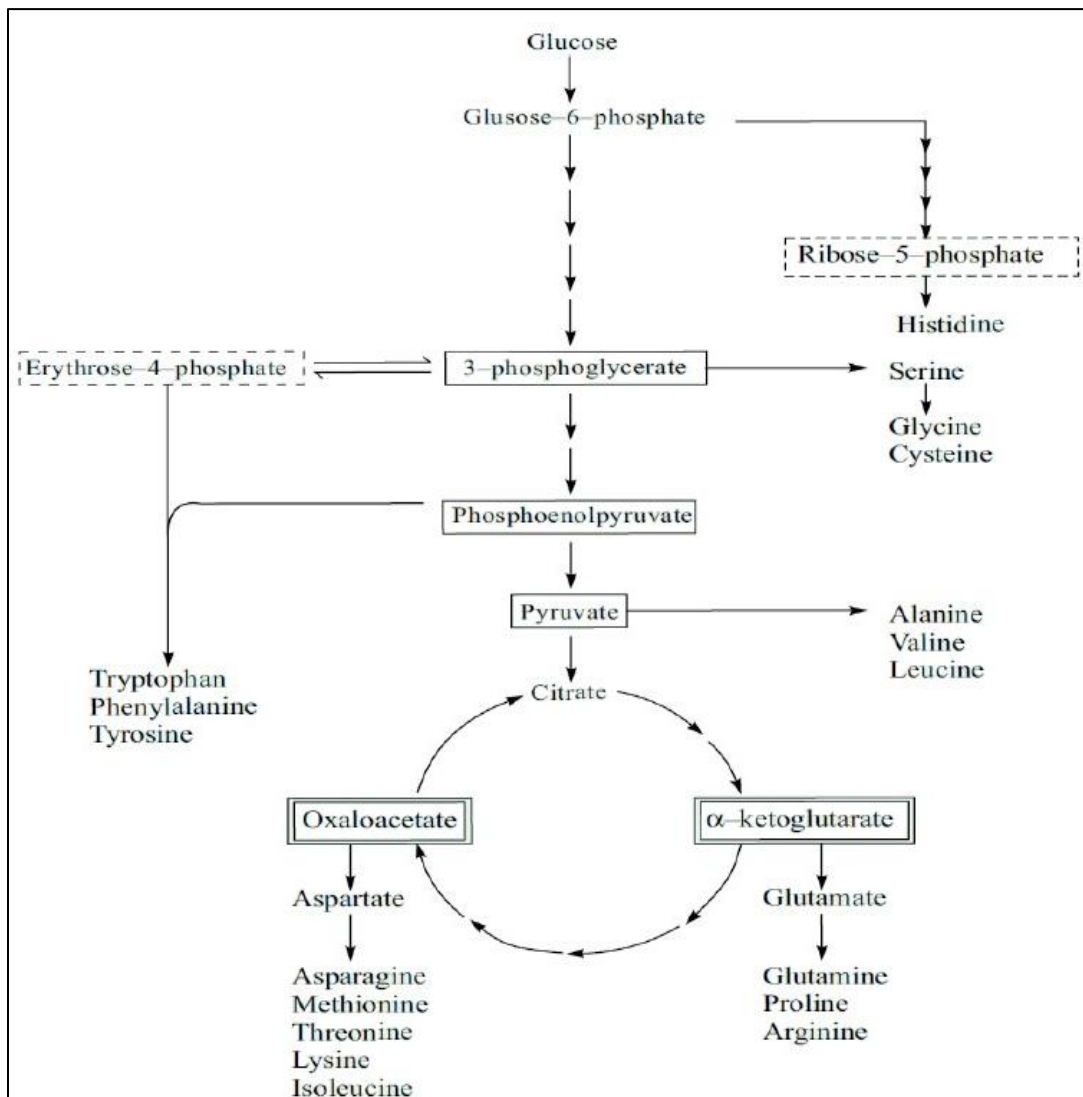 Glucose
Glusose–6–phosphate
Ribose–5–phosphate
Histidine
Erythrose–4–phosphate
3–phosphoglycerate
Serine
Glycine
Cysteine
Phosphoenolpyruvate
Pyruvate
Alanine
Valine
Leucine
Tryptophan
Phenylalanine
Tyrosine
Citrate
Oxaloacetate
α–ketoglutarate
Aspartate
Glutamate
Asparagine
Methionine
Threonine
Lysine
Isoleucine
Glutamine
Proline
Arginine